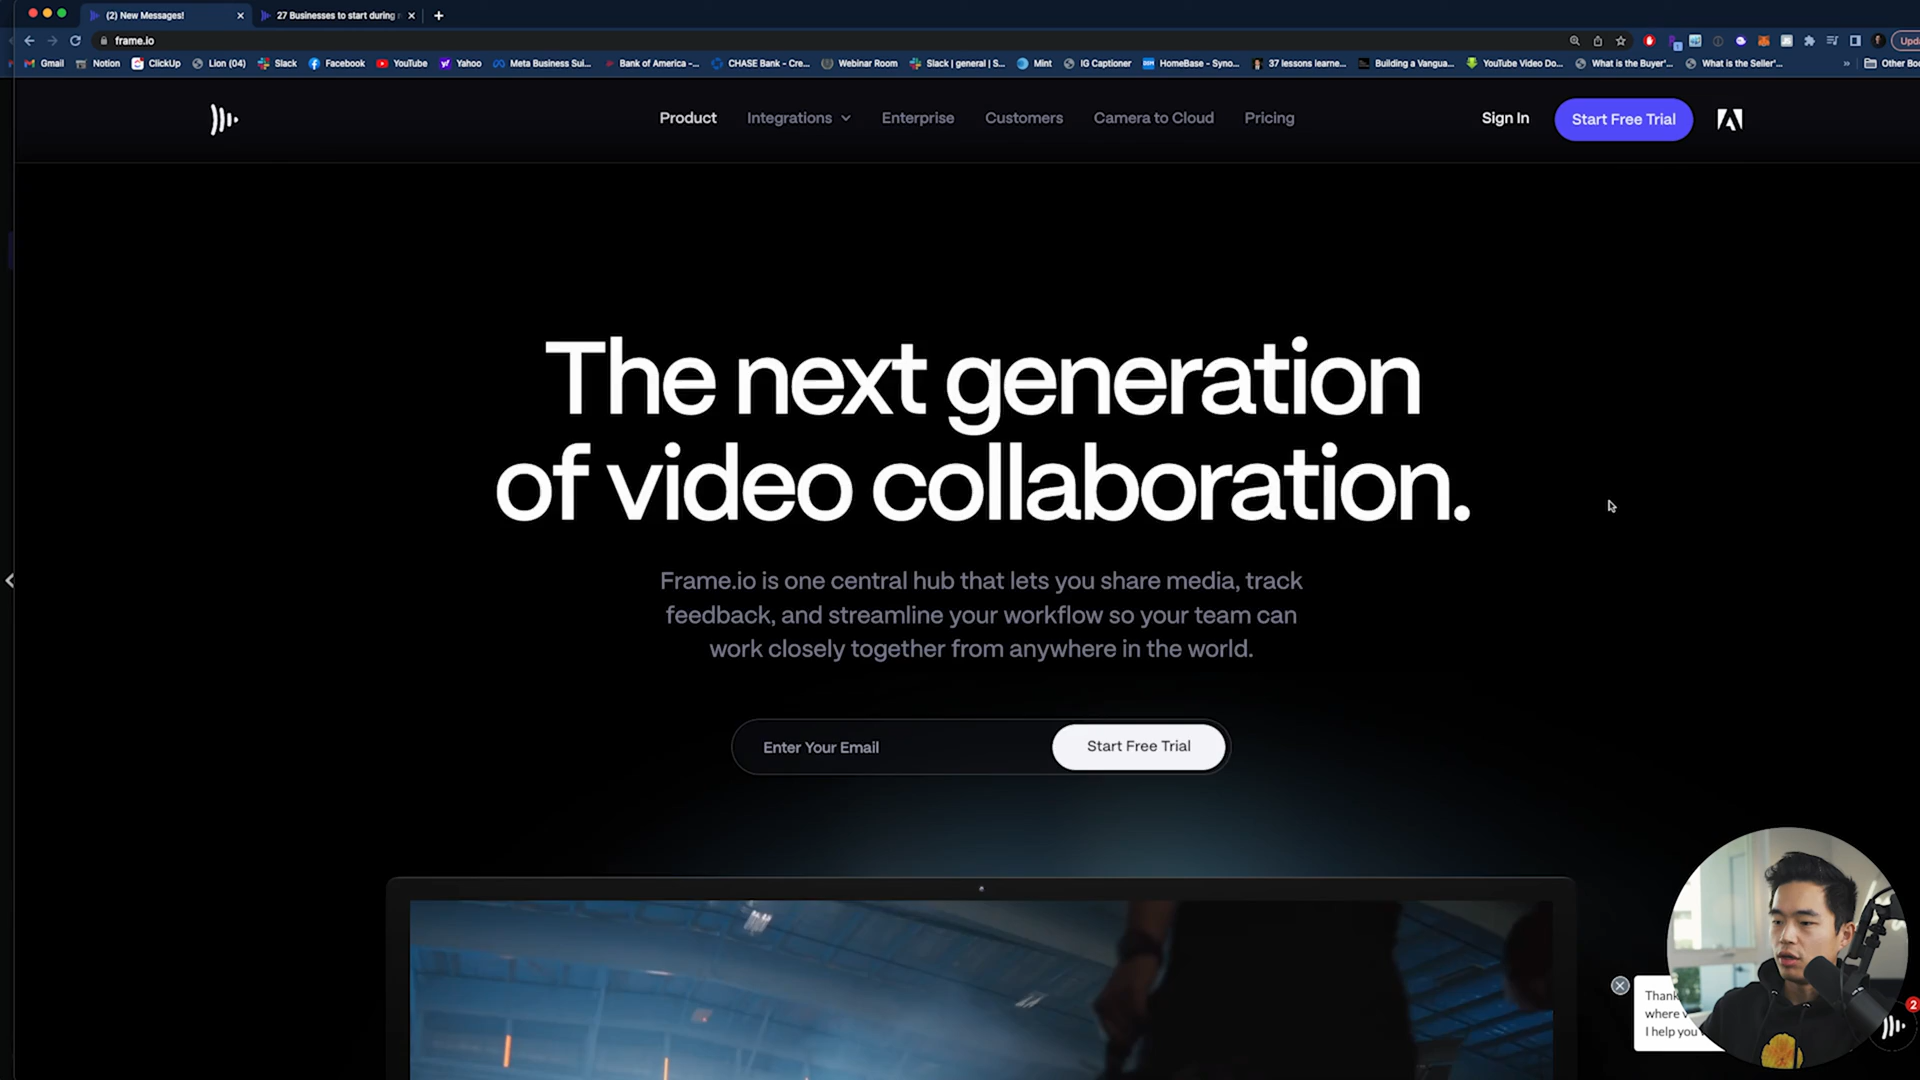 (2) New Messages!
27 Businesses to start during
frame.io
Gmail
Notion
ClickUp
Lion (04)
Slack
Facebook
YouTube
Yahoo
Meta Business Sui...
Bank of America -...
CHASE Bank - Cre...
Webinar Room
Slack | general | S...
Mint
IG Captioner
HomeBase - Syno...
37 lessons learne...
Building a Vangua...
YouTube Video Do...
What is the Buyer'...
What is the Seller'...
Product
Integrations
Enterprise
Customers
Camera to Cloud
Pricing
Sign In
Start Free Trial
The next generation
of video collaboration.
Frame.io is one central hub that lets you share media, track
feedback, and streamline your workflow so your team can
work closely together from anywhere in the world.
Enter Your Email
Start Free Trial
where
I help you
2